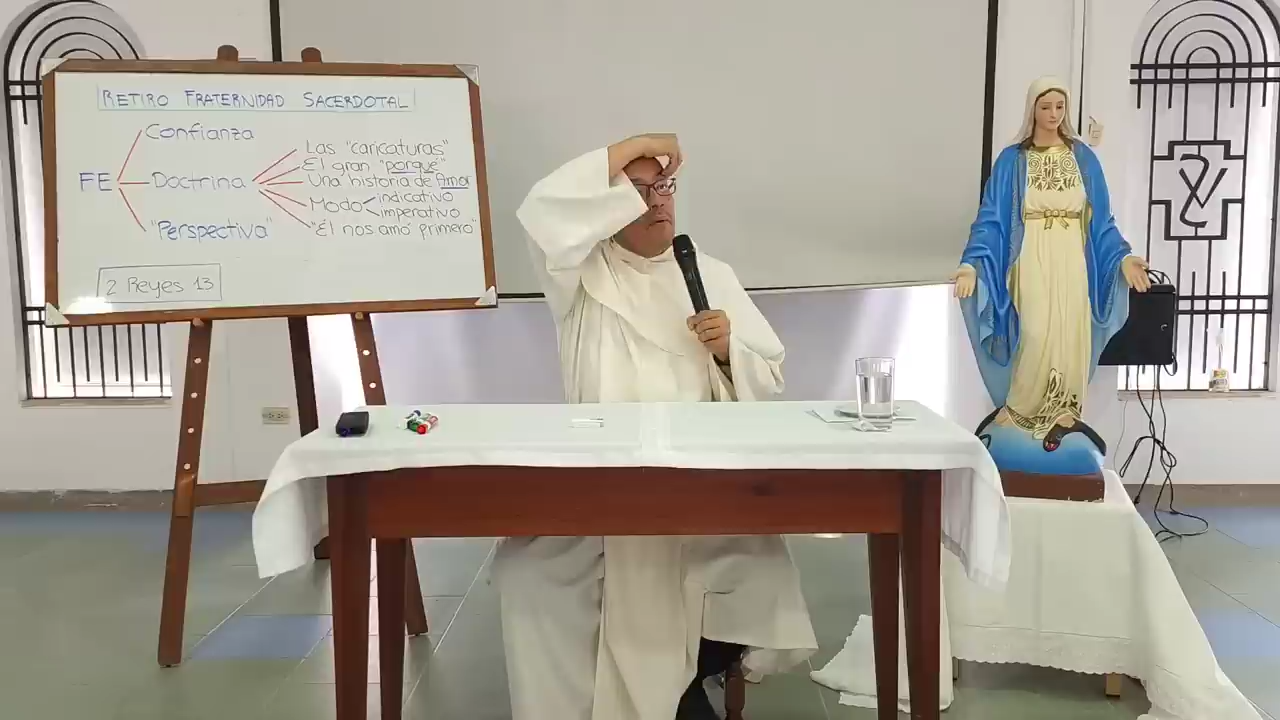 RETIRO FRATERNIDAD SACERDOTAL
Confianza
FE
Doctrina
"Perspectiva"
Las "caricaturas"
El gran "porqué"
Una historia de Amor
Modo indicativo
imperativo
"Él nos amó primero"
2 Reyes 13